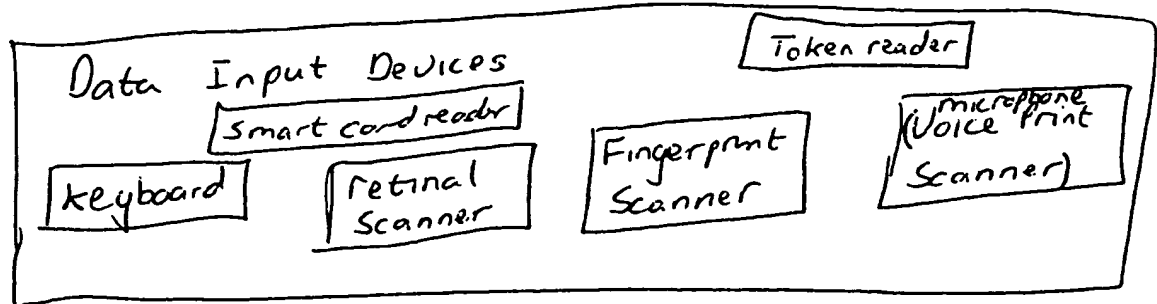 Token reader
Data Input Devices
Smart card reader
microphone
(Voice Print
Scanner)
Fingerprint
Scanner
keyboard
retinal
Scanner